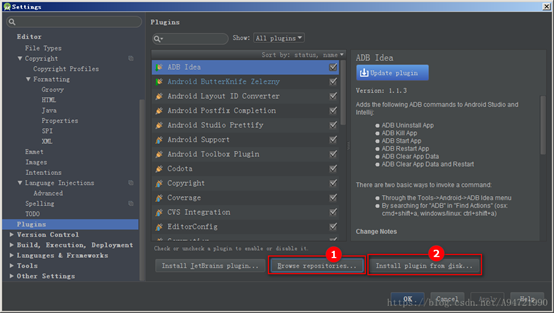 Settings
Plugins
Show: All plugins
Sort by: status, name
Editor
File Types
Copyright
Copyright Profiles
Formatting
Groovy
HTML
Java
Properties
SPI
XML
Emmet
Images
Intentions
Language Injections
Advanced
Spelling
TODO
Plugins
Version Control
Build, Execution, Deployment
Languages & Frameworks
Tools
Other Settings
ADB Idea
Android ButterKnife Zelezny
Android Layout ID Converter
Android Postfix Completion
Android Studio Prettify
Android Support
Android Toolbox Plugin
Codota
Copyright
Coverage
CVS Integration
EditorConfig
Check or uncheck a plugin to enable or disable it.
1
2
Install JetBrains plugin...
Browse repositories...
Install plugin from disk...
ADB Idea
Update plugin
Version: 1.1.3
Adds the following ADB commands to Android Studio and
Intellij:
ADB Uninstall App
ADB Kill App
ADB Start App
ADB Restart App
ADB Clear App Data
ADB Clear App Data and Restart
There are two basic ways to invoke a command:
Through the Tools->Android->ADB Idea menu
By searching for "ADB" in "Find Actions" (osx:
cmd+shift+a, windows/linux: ctrl+shift+a)
Change Notes
OK
Cancel
Apply
Help
https://blog.csdn.net/A94721990